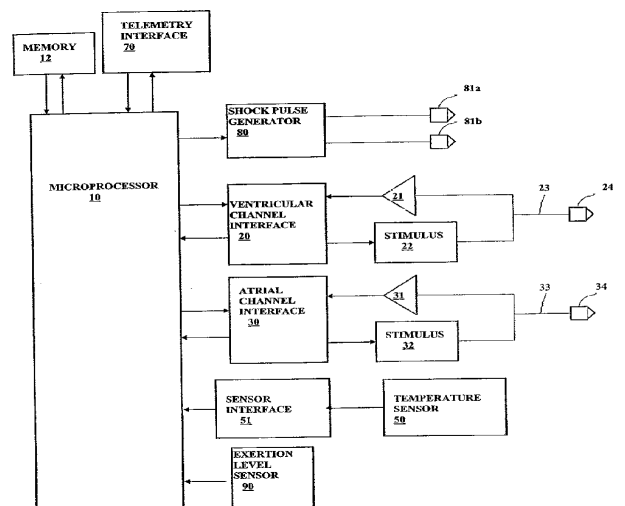 TELEMETRY
INTERFACE
70
MEMORY
12
81a
SHOCK PULSE
GENERATOR
80
81b
MICROPROCESSOR
10
VENTRICULAR
CHANNEL
INTERFACE
20
21
23
24
STIMULUS
22
ATRIAL
CHANNEL
INTERFACE
30
31
33
34
STIMULUS
32
SENSOR
INTERFACE
51
TEMPERATURE
SENSOR
50
EXERTION
LEVEL
SENSOR
90